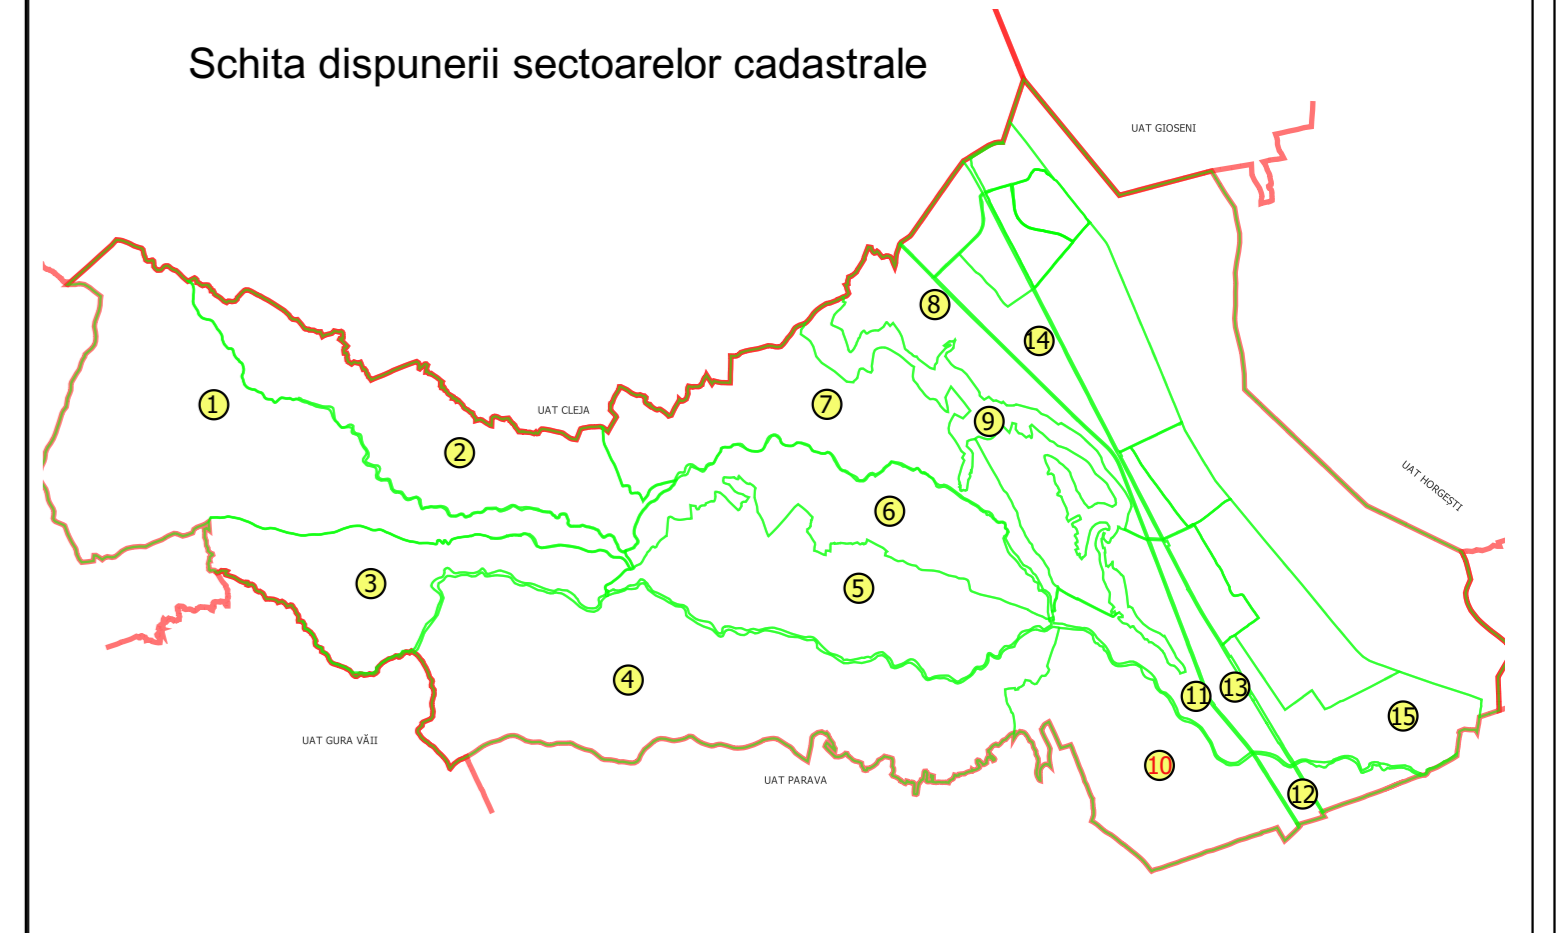 Schita dispunerii sectoarelor cadastrale
UAT GIOSENI
8
14
1
7
UAT CLEJA
9
2
UAT HORGEȘTI
6
3
5
4
11
13
15
UAT GURA VĂII
10
UAT PARAVA
12